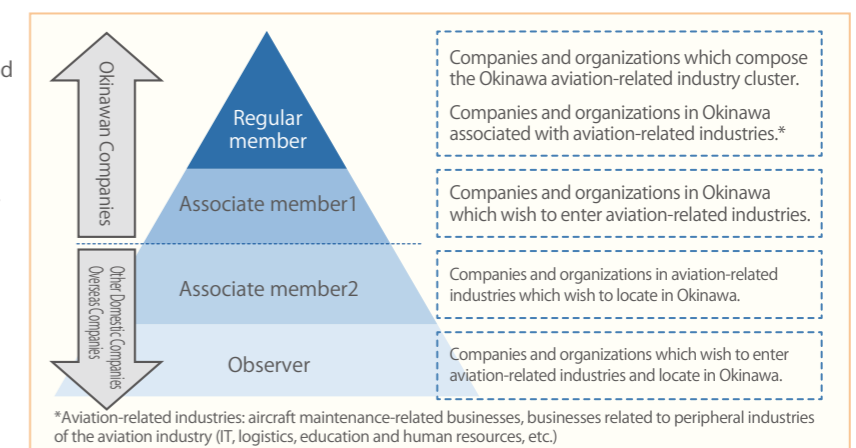 d
Okinawan Companies
Regular
member
Companies and organizations which compose
the Okinawa aviation-related industry cluster.
Companies and organizations in Okinawa
associated with aviation-related industries.*
Associate member1
Companies and organizations in Okinawa
which wish to enter aviation-related industries.
Other Domestic Companies
Overseas Companies
Associate member2
Companies and organizations in aviation-related
industries which wish to locate in Okinawa.
Observer
Companies and organizations which wish to enter
aviation-related industries and locate in Okinawa.
*Aviation-related industries: aircraft maintenance-related businesses, businesses related to peripheral industries
of the aviation industry (IT, logistics, education and human resources, etc.)